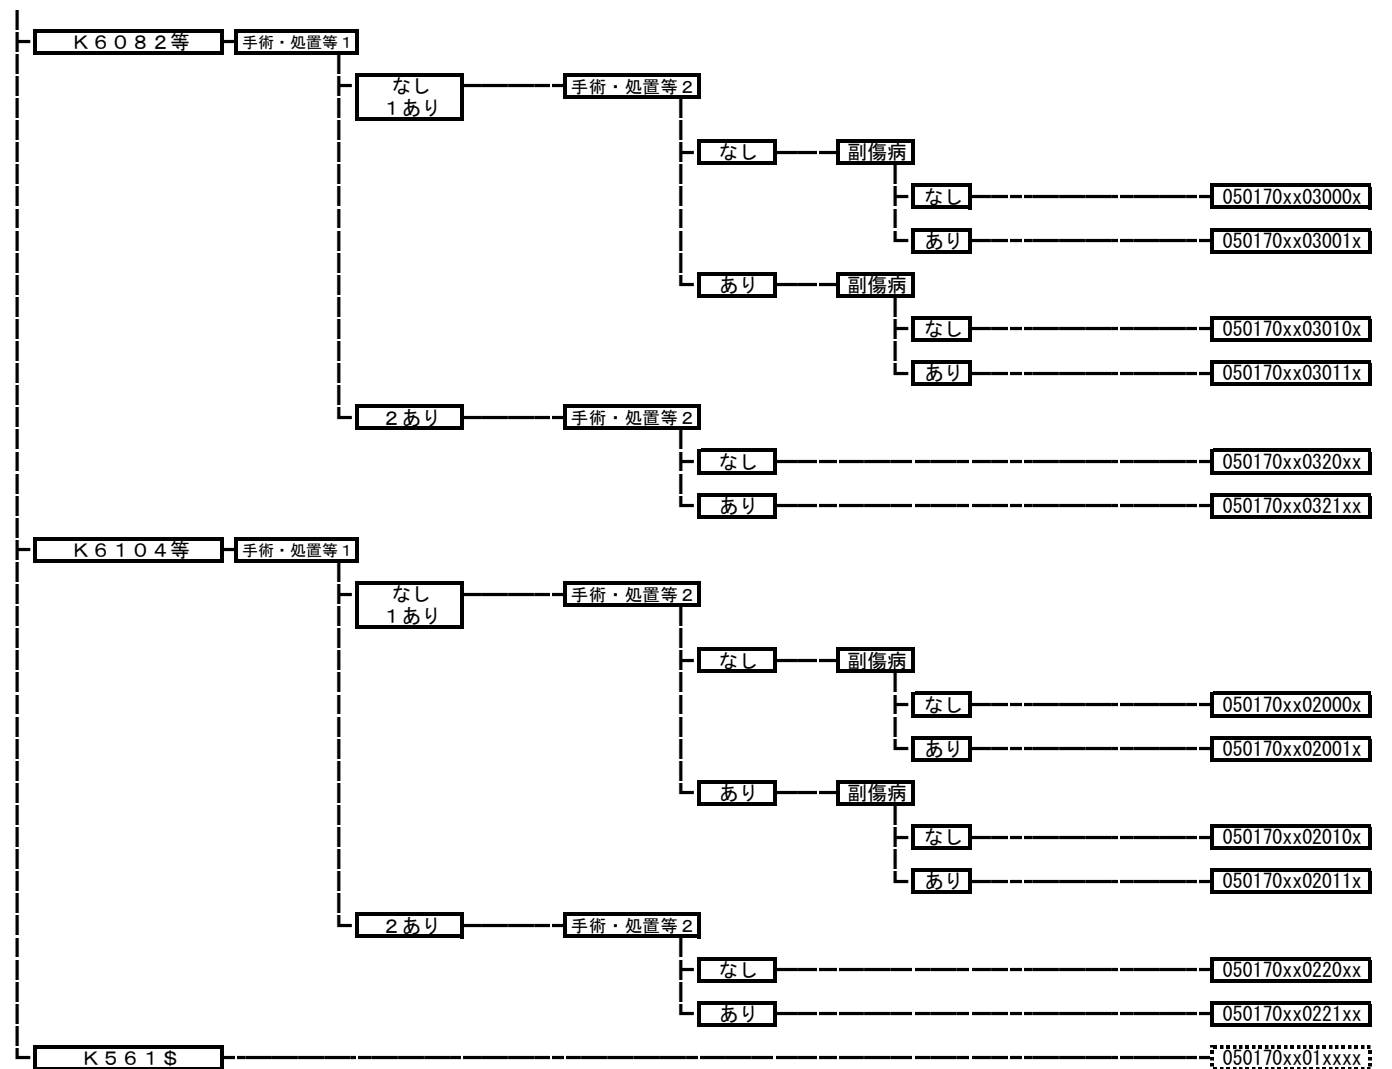 Ｋ６０８２等 手術・処置等１
なし 手術・処置等２
１あり
なし 副傷病
なし 050170xx03000x
あり 050170xx03001x
あり 副傷病
なし 050170xx03010x
あり 050170xx03011x
２あり 手術・処置等２
なし 050170xx0320xx
あり 050170xx0321xx
Ｋ６１０４等 手術・処置等１
なし 手術・処置等２
１あり
なし 副傷病
なし 050170xx02000x
あり 050170xx02001x
あり 副傷病
なし 050170xx02010x
あり 050170xx02011x
２あり 手術・処置等２
なし 050170xx0220xx
あり 050170xx0221xx
Ｋ５６１＄ 050170xx01xxxx